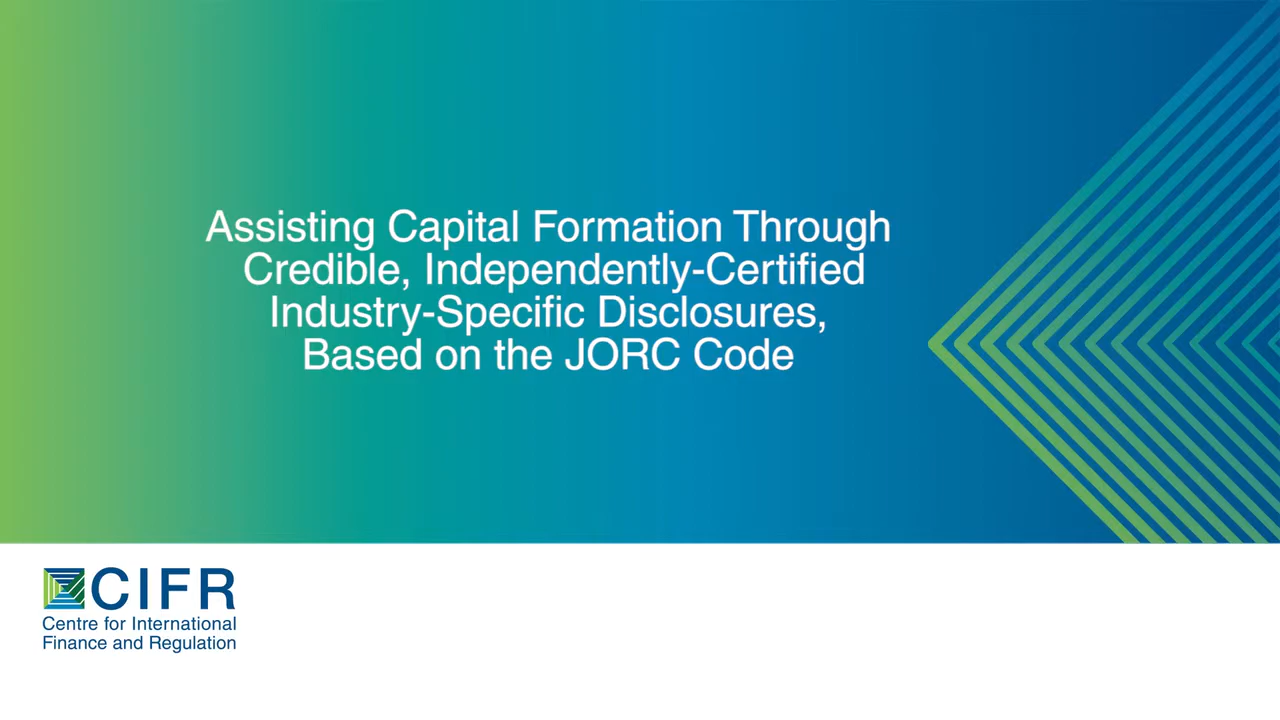 Assisting Capital Formation Through
Credible, Independently-Certified
Industry-Specific Disclosures,
Based on the JORC Code
CIFR
Centre for International
Finance and Regulation